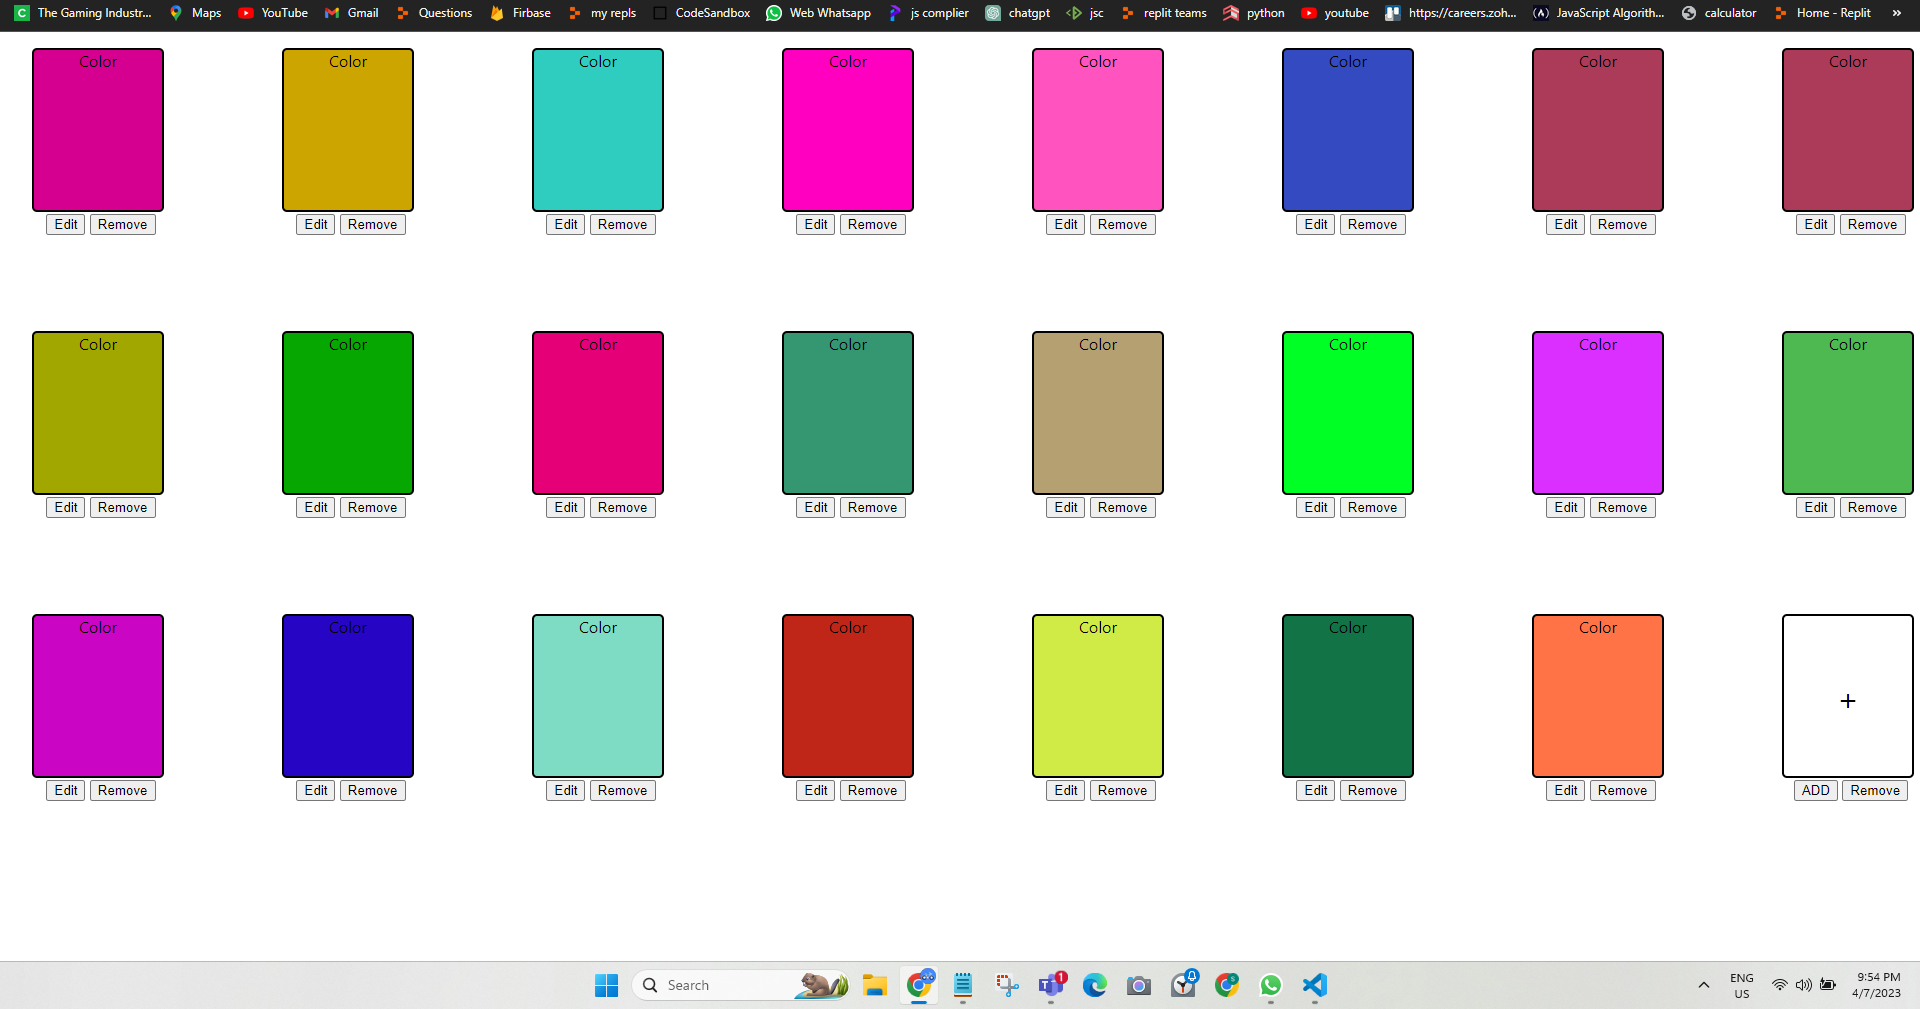 The Gaming Industr... Maps YouTube Gmail Questions Firbase my repls CodeSandbox Web Whatsapp js complier chatgpt jsc replit teams python youtube https://careers.zoh... JavaScript Algorith... calculator Home - Replit »
Color Color Color Color Color Color Color Color
Edit Remove Edit Remove Edit Remove Edit Remove Edit Remove Edit Remove Edit Remove Edit Remove
Color Color Color Color Color Color Color Color
Edit Remove Edit Remove Edit Remove Edit Remove Edit Remove Edit Remove Edit Remove Edit Remove
Color Color Color Color Color Color Color
+
Edit Remove Edit Remove Edit Remove Edit Remove Edit Remove Edit Remove Edit Remove ADD Remove
Search 1 ENG 9:54 PM
US 4/7/2023